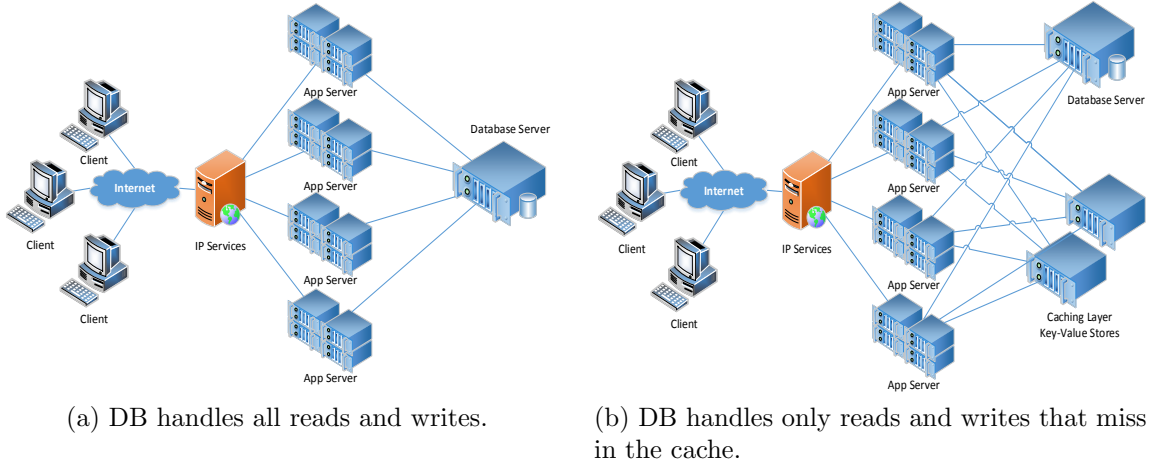 App Server
Client
Internet
Client
IP Services
Client
App Server
App Server
App Server
Database Server
(a) DB handles all reads and writes.
App Server
Client
Internet
Client
IP Services
Client
App Server
App Server
App Server
Database Server
Caching Layer
Key-Value Stores
(b) DB handles only reads and writes that miss
in the cache.